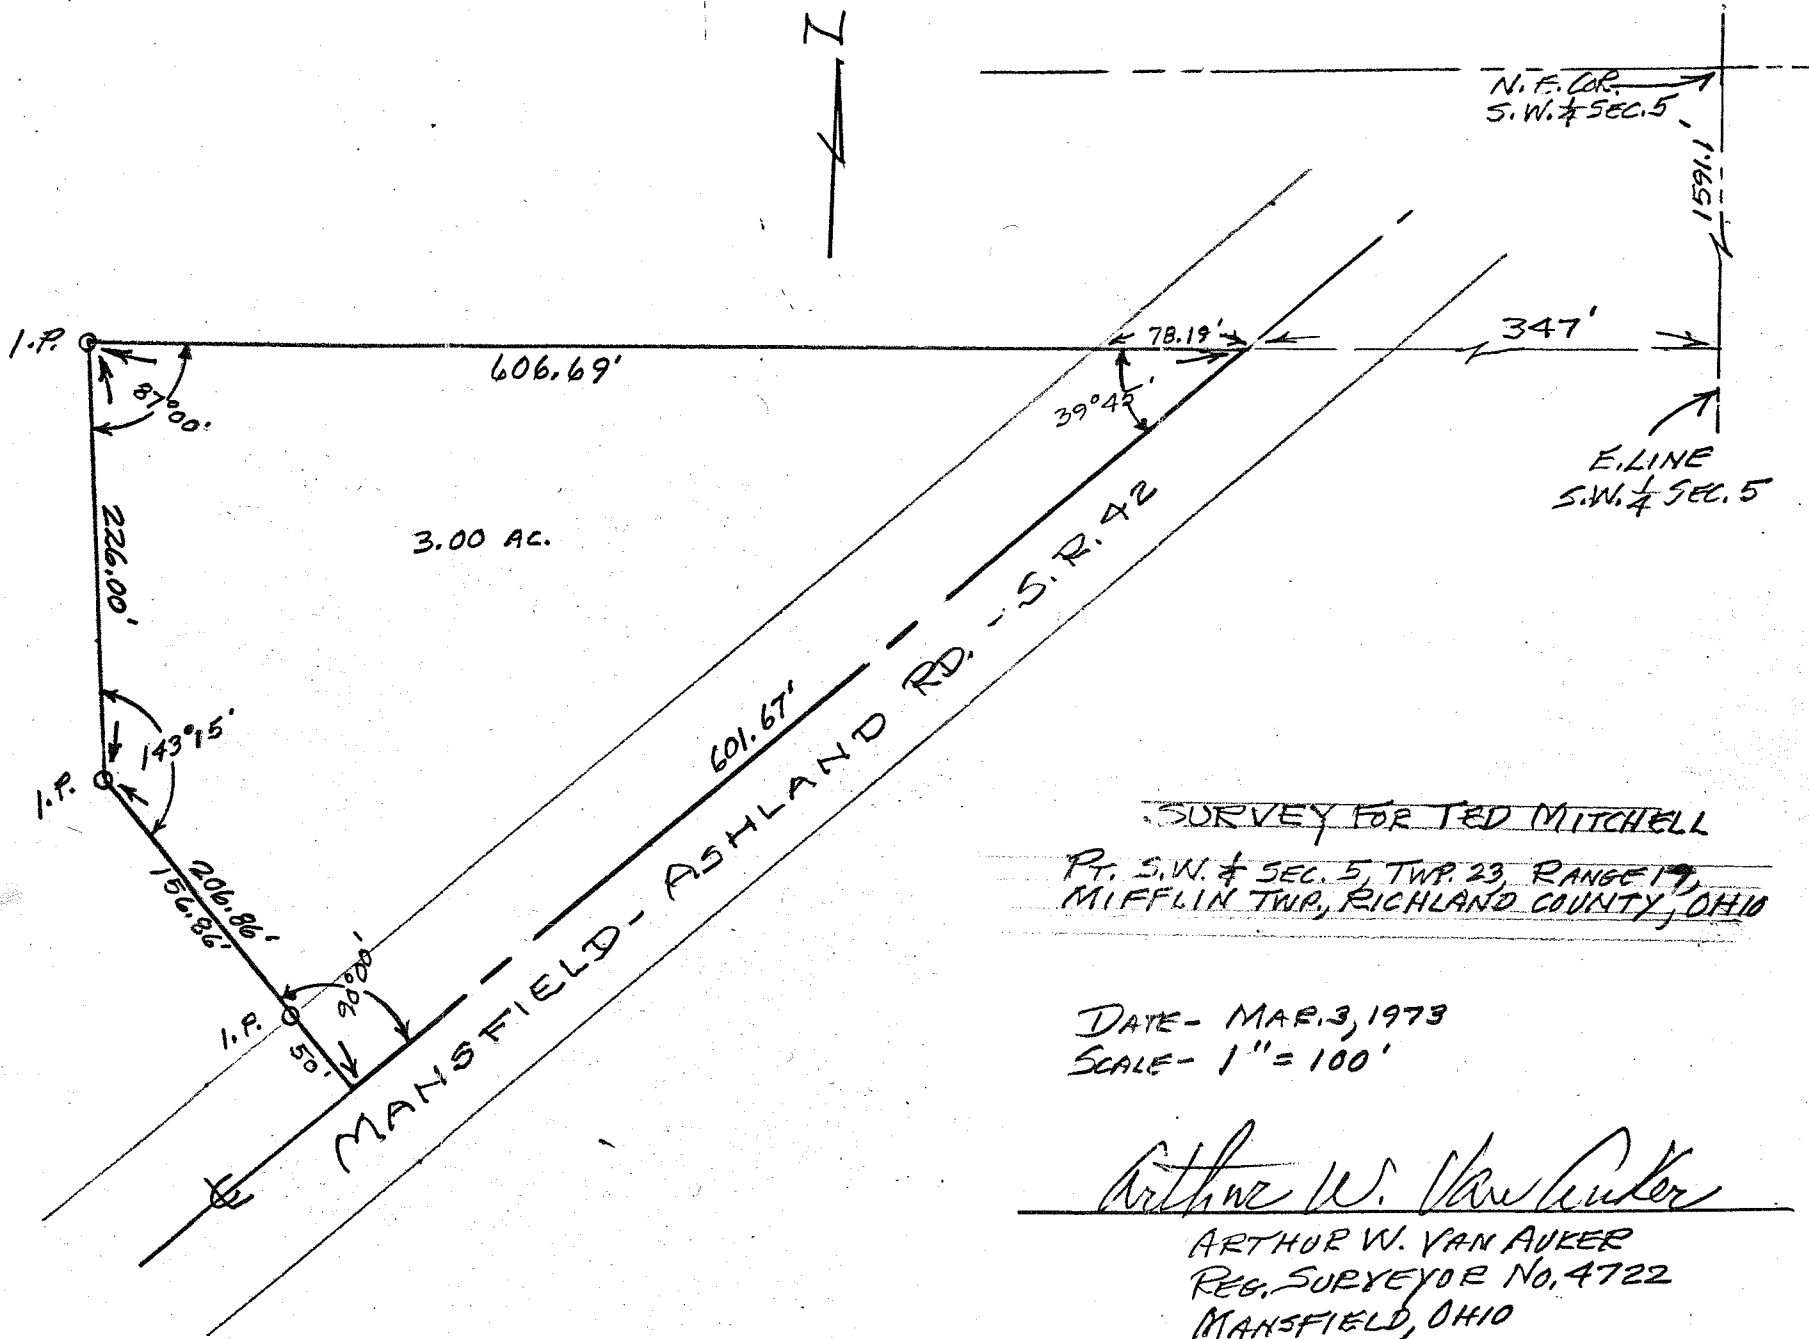 N
N.E. COR.
S.W. ¼ SEC. 5
1591.1'
I.P.
606.69'
78.19'
347'
87°00'
39°42'
E. LINE
S.W. ¼ SEC. 5
226.00'
3.00 AC.
143°15'
I.P.
601.67'
MANSFIELD - ASHLAND RD. - S.R. 42
206.86'
156.86'
90°00'
I.P.
50'
℄
SURVEY FOR TED MITCHELL
PT. S.W. ¼ SEC. 5, TWP. 23, RANGE 19,
MIFFLIN TWP., RICHLAND COUNTY, OHIO
DATE - MAR. 3, 1973
SCALE - 1" = 100'
Arthur W. Van Auker
ARTHUR W. VAN AUKER
REG. SURVEYOR NO. 4722
MANSFIELD, OHIO